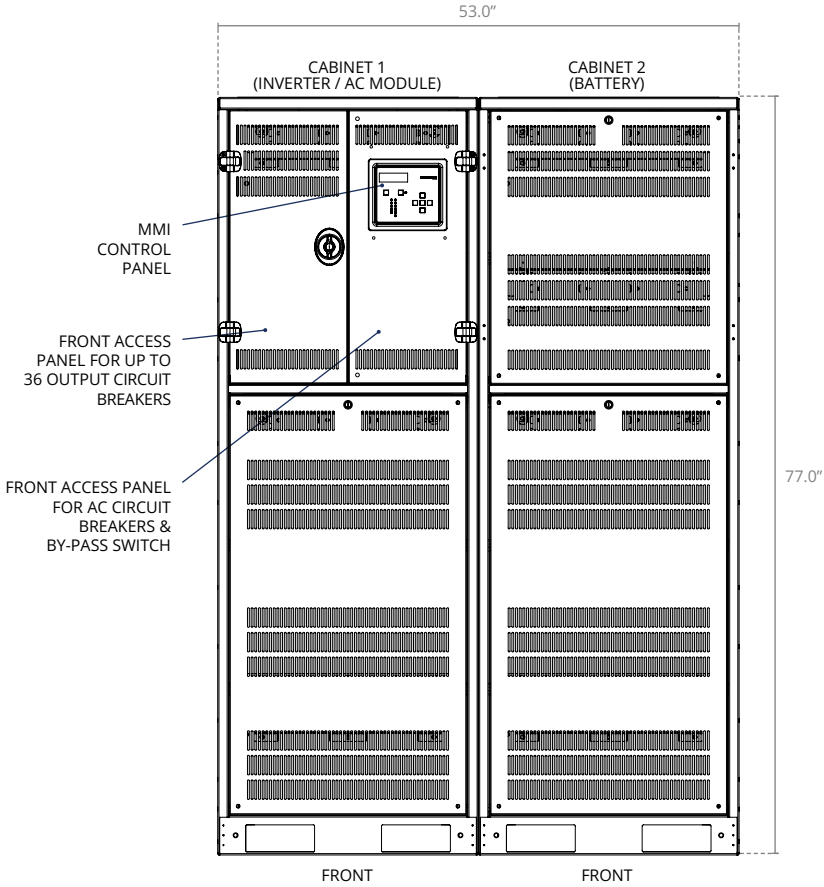 53.0”
CABINET 1
(INVERTER / AC MODULE)
CABINET 2
(BATTERY)
MMI
CONTROL
PANEL
FRONT ACCESS
PANEL FOR UP TO
36 OUTPUT CIRCUIT
BREAKERS
FRONT ACCESS PANEL
FOR AC CIRCUIT
BREAKERS &
BY-PASS SWITCH
77.0”
FRONT
FRONT